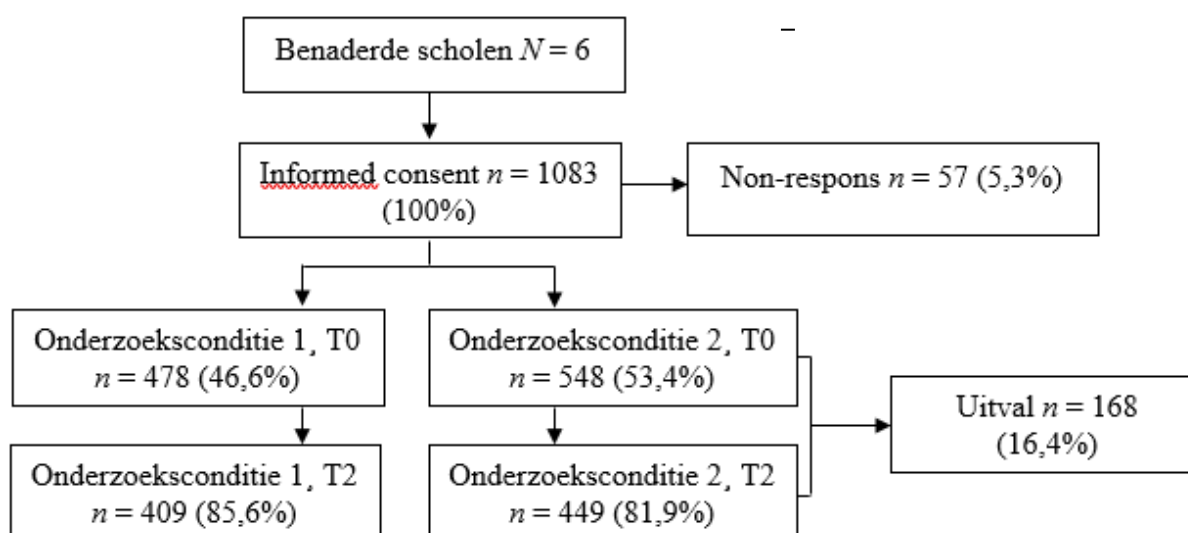 Benaderde scholen N = 6
Informed consent n = 1083
(100%)
Non-respons n = 57 (5,3%)
Onderzoeksconditie 1, T0
n = 478 (46,6%)
Onderzoeksconditie 2, T0
n = 548 (53,4%)
Uitval n = 168
(16,4%)
Onderzoeksconditie 1, T2
n = 409 (85,6%)
Onderzoeksconditie 2, T2
n = 449 (81,9%)